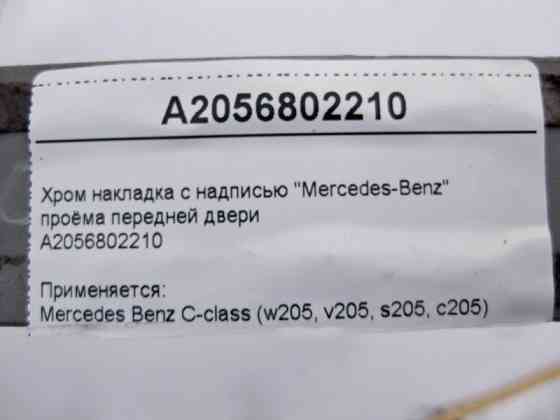 A2056802210
Хром накладка с надписью "Mercedes-Benz"
проёма передней двери
A2056802210
Применяется:
Mercedes Benz C-class (w205, v205, s205, c205)